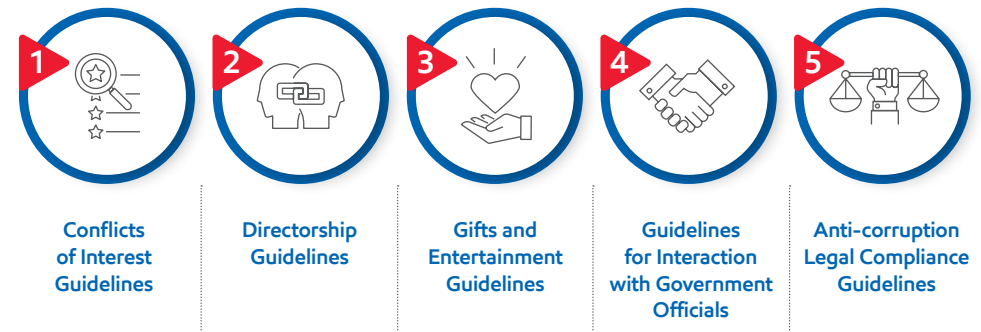 1
Conflicts
of Interest
Guidelines
2
Directorship
Guidelines
3
Gifts and
Entertainment
Guidelines
4
Guidelines
for Interaction
with Government
Officials
5
Anti-corruption
Legal Compliance
Guidelines